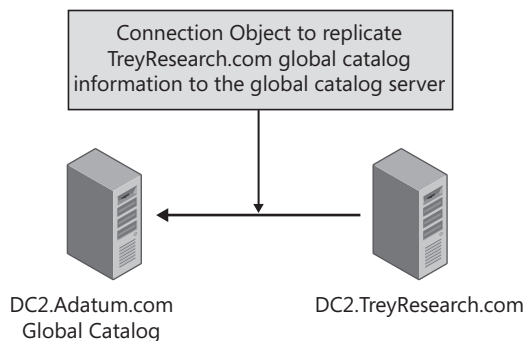 Connection Object to replicate
TreyResearch.com global catalog
information to the global catalog server
DC2.Adatum.com
Global Catalog
DC2.TreyResearch.com